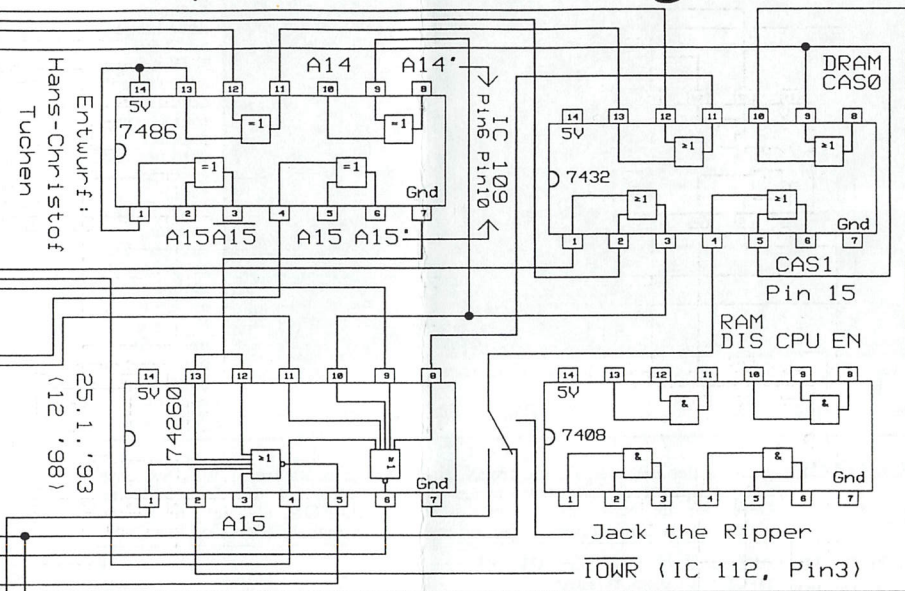 A14
A14'
DRAM
CAS0
14 13 12 11 10 9 8
5V
=1
=1
7486
=1
=1
Gnd
1 2 3 4 5 6 7
A15 A15
A15 A15'
Hans-Christof
Tucher
Entwurf:
IC 109
Pin6 Pin10
14 13 12 11 10 9 8
5V
≥1
≥1
7432
≥1
≥1
Gnd
1 2 3 4 5 6 7
CAS1
Pin 15
RAM
DIS CPU EN
25.1.'93
(12.'98)
14 13 12 11 10 9 8
5V
74260
≥1
≥1
Gnd
1 2 3 4 5 6 7
A15
14 13 12 11 10 9 8
5V
&
&
7408
&
&
Gnd
1 2 3 4 5 6 7
Jack the Ripper
IOWR (IC 112, Pin3)